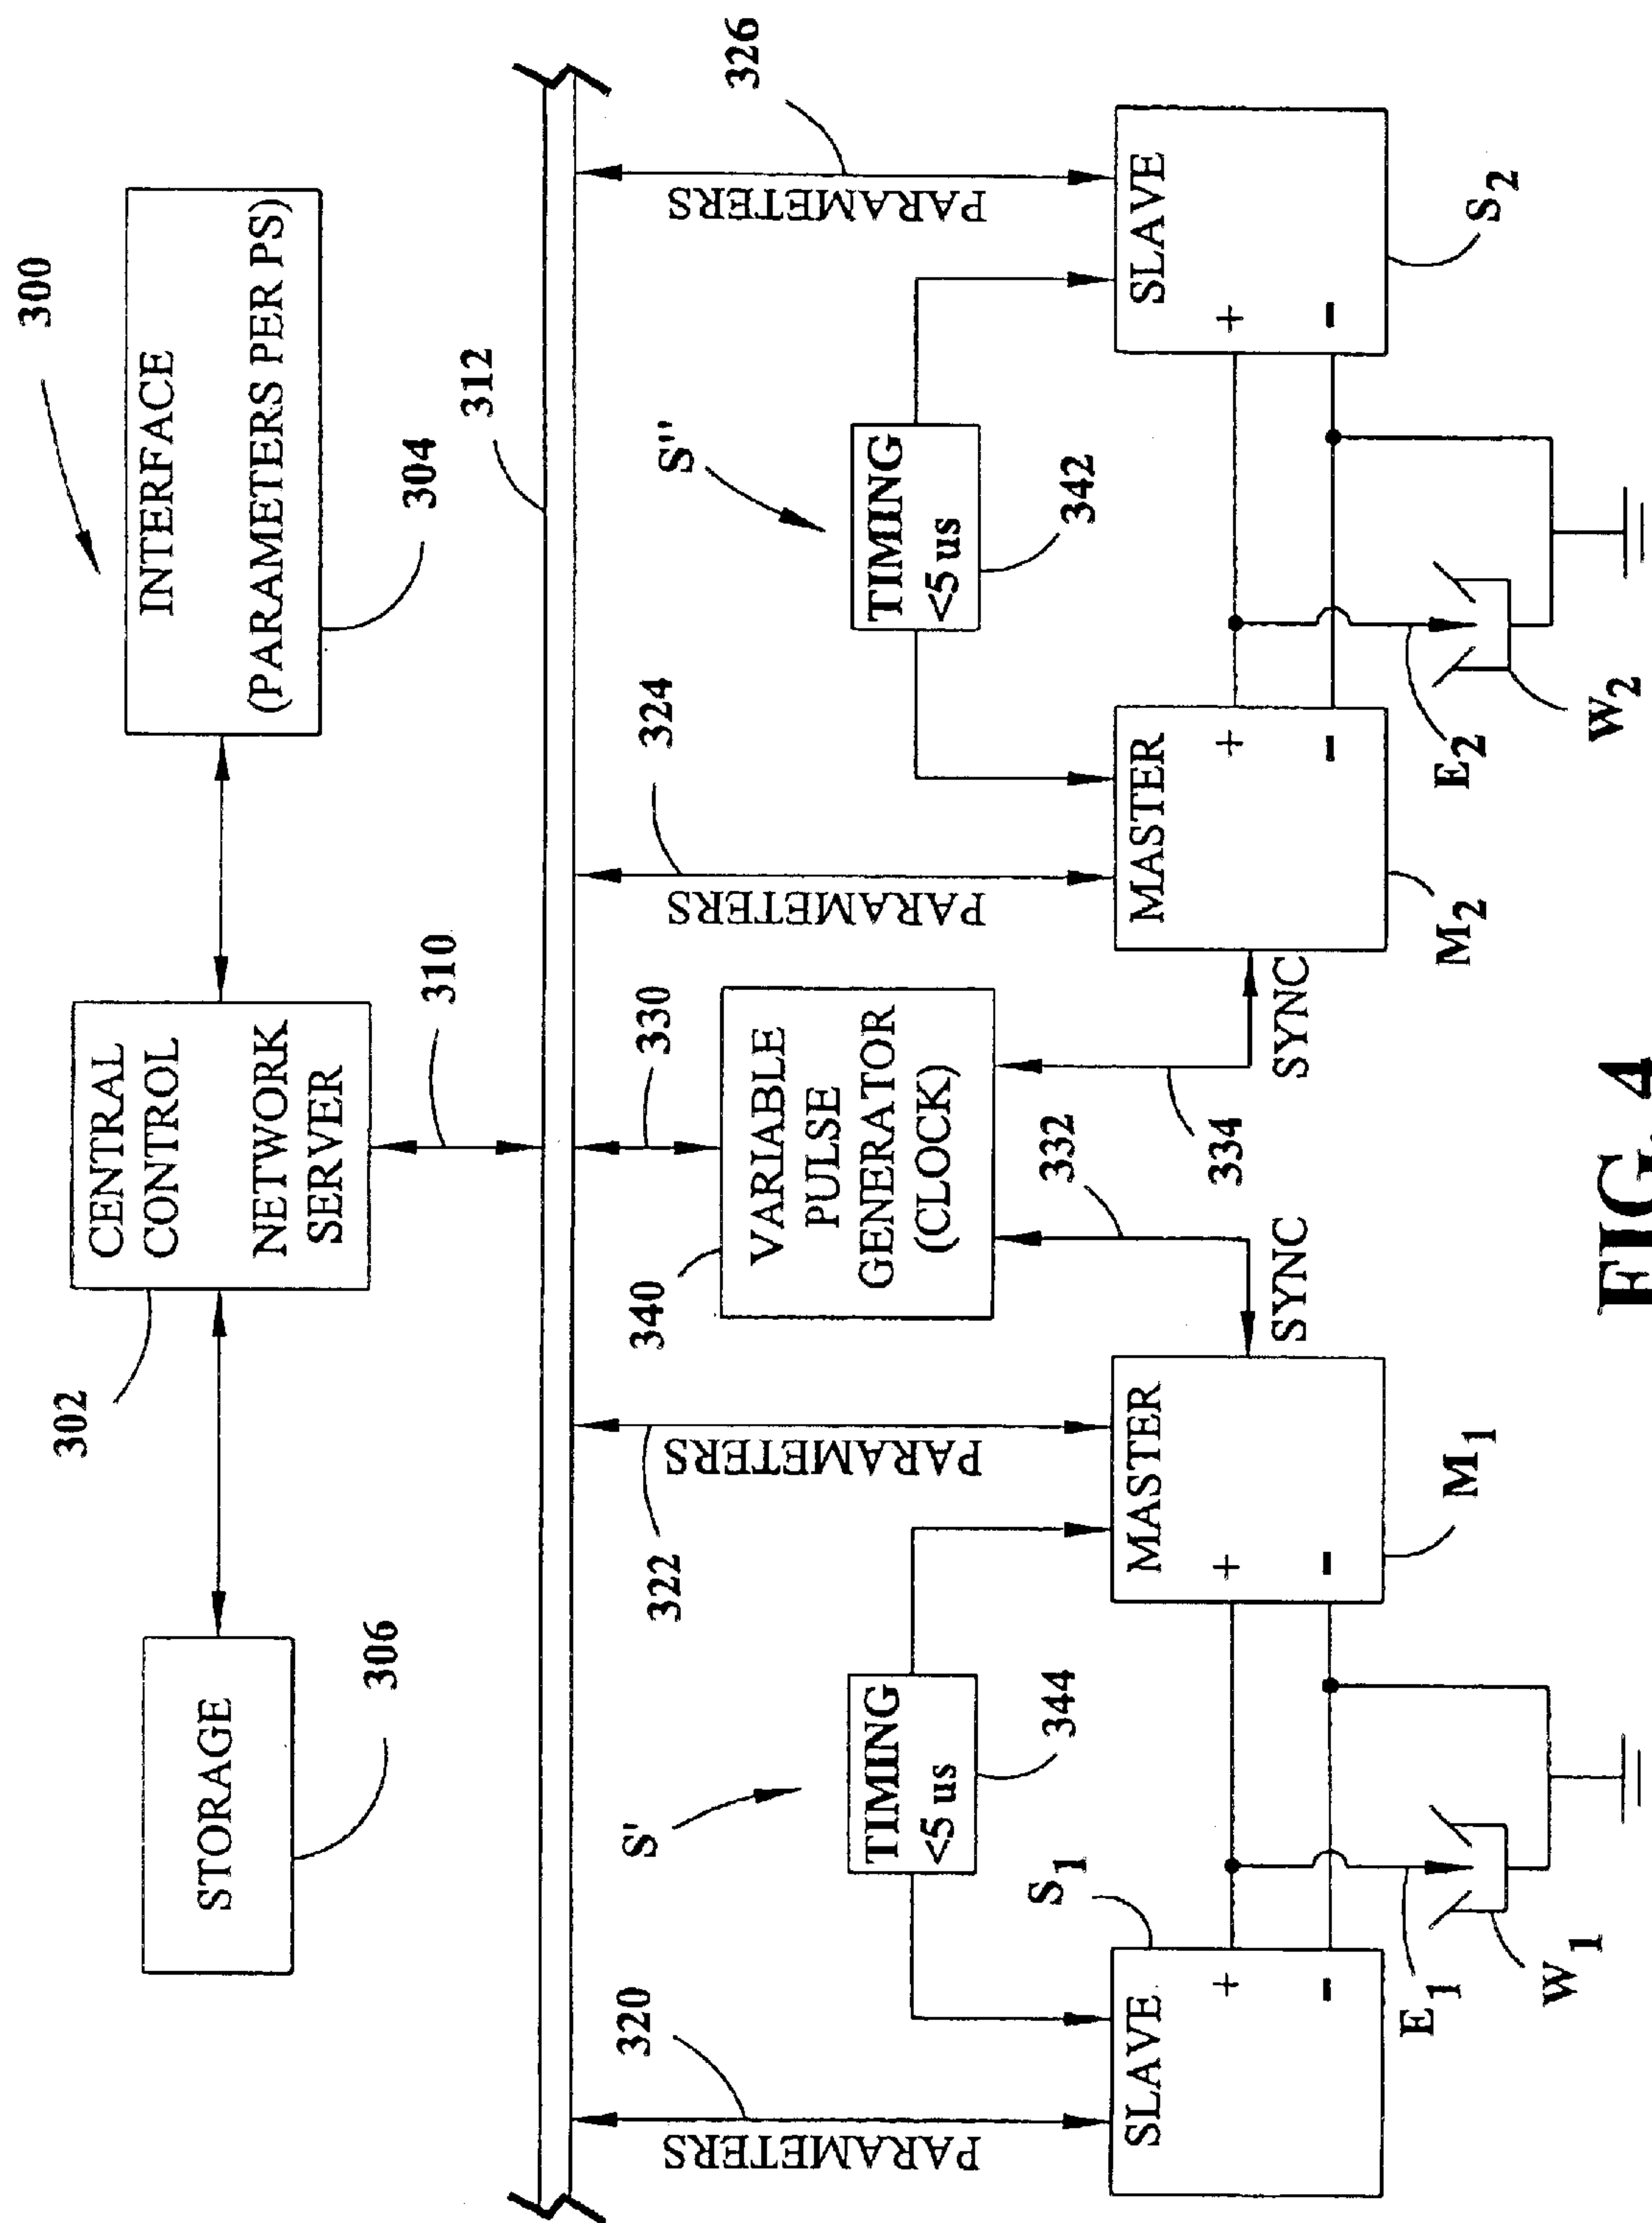 300
INTERFACE
(PARAMETERS PER PS)
304
CENTRAL
CONTROL
NETWORK
SERVER
302
STORAGE
306
310
312
320
PARAMETERS
322
PARAMETERS
330
324
PARAMETERS
326
PARAMETERS
340
VARIABLE
PULSE
GENERATOR
(CLOCK)
332
SYNC
334
SYNC
S'
TIMING
<5 us
344
S"
TIMING
<5 us
342
SLAVE
+
-
S1
MASTER
+
-
M1
MASTER
+
-
M2
SLAVE
+
-
S2
E1
W1
E2
W2
FIG. 4